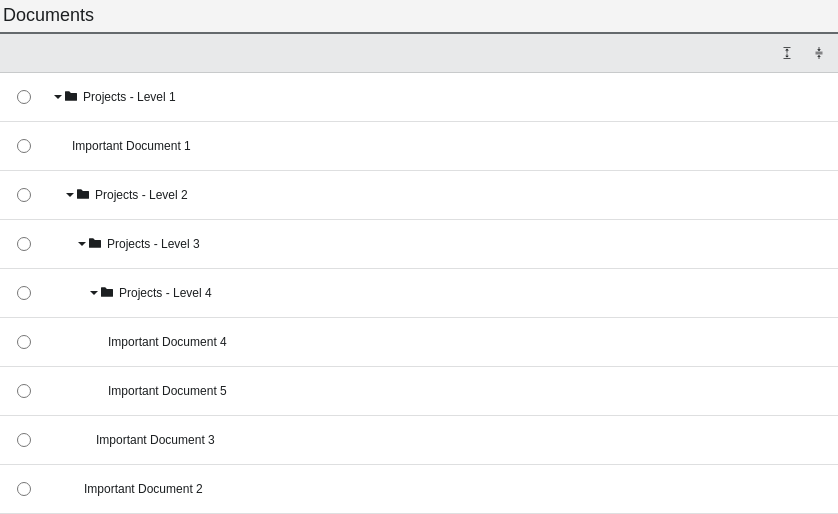 Documents
Projects - Level 1
Important Document 1
Projects - Level 2
Projects - Level 3
Projects - Level 4
Important Document 4
Important Document 5
Important Document 3
Important Document 2